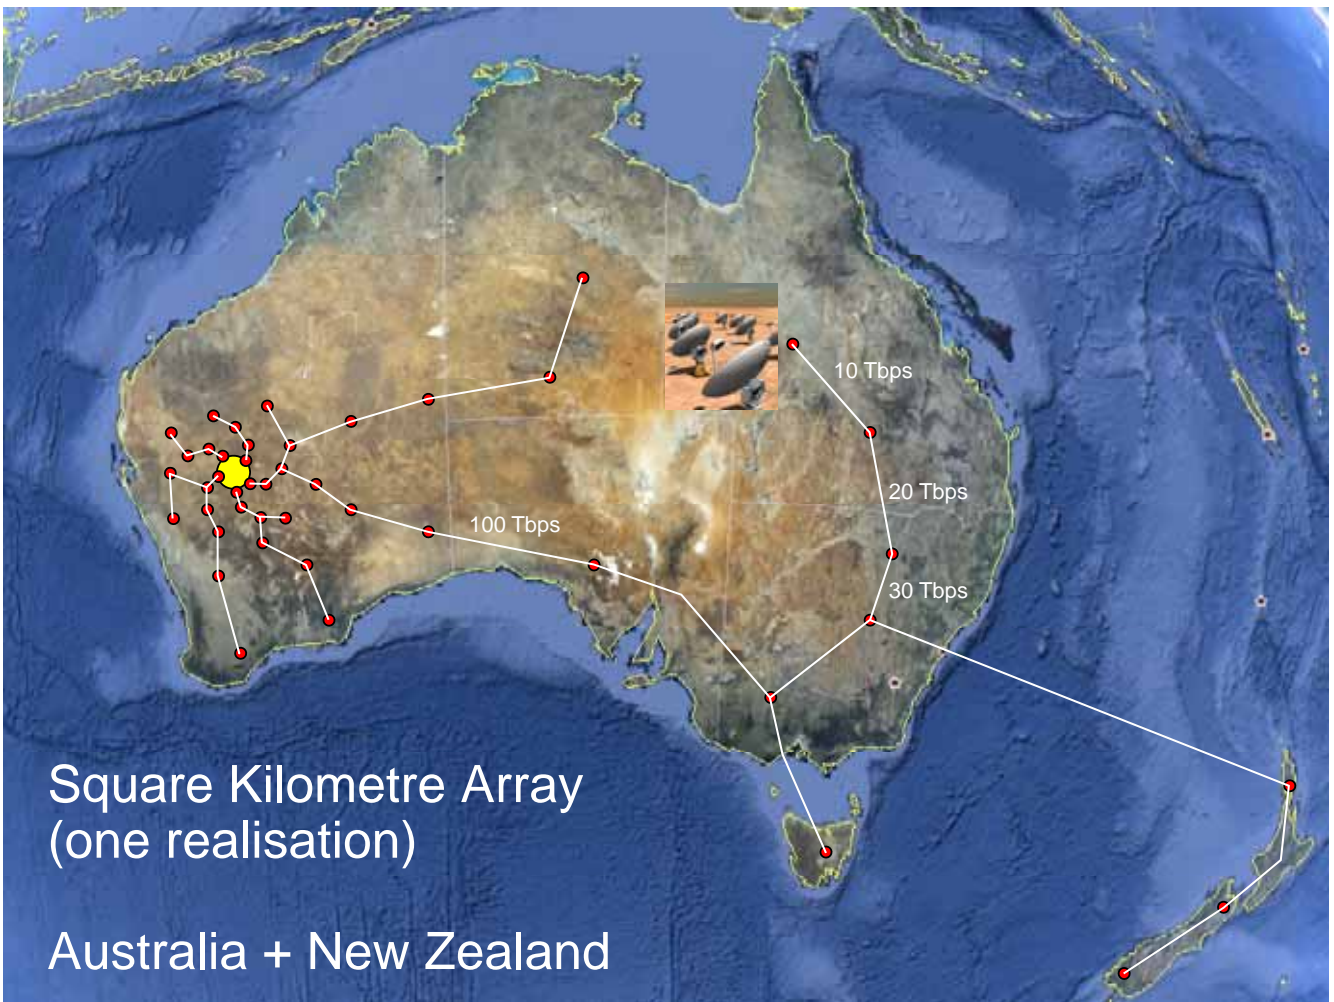 10 Tbps
20 Tbps
100 Tbps
30 Tbps
Square Kilometre Array
(one realisation)
Australia + New Zealand